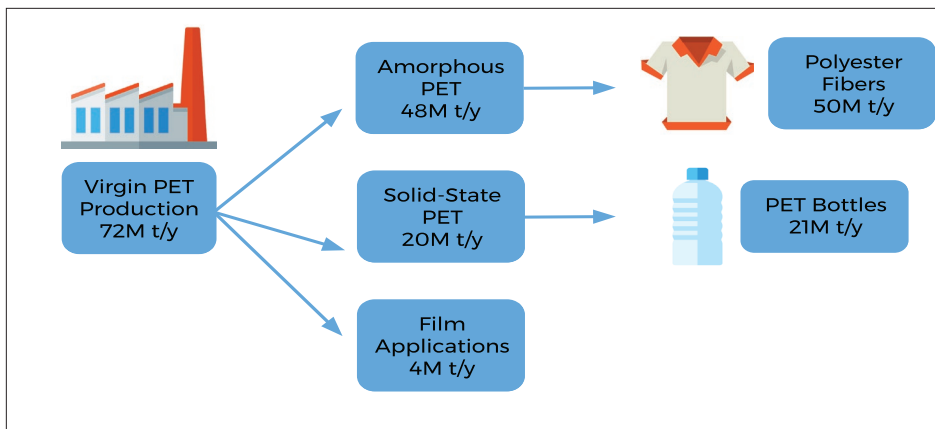 Virgin PET
Production
72M t/y
Amorphous
PET
48M t/y
Polyester
Fibers
50M t/y
Solid-State
PET
20M t/y
PET Bottles
21M t/y
Film
Applications
4M t/y